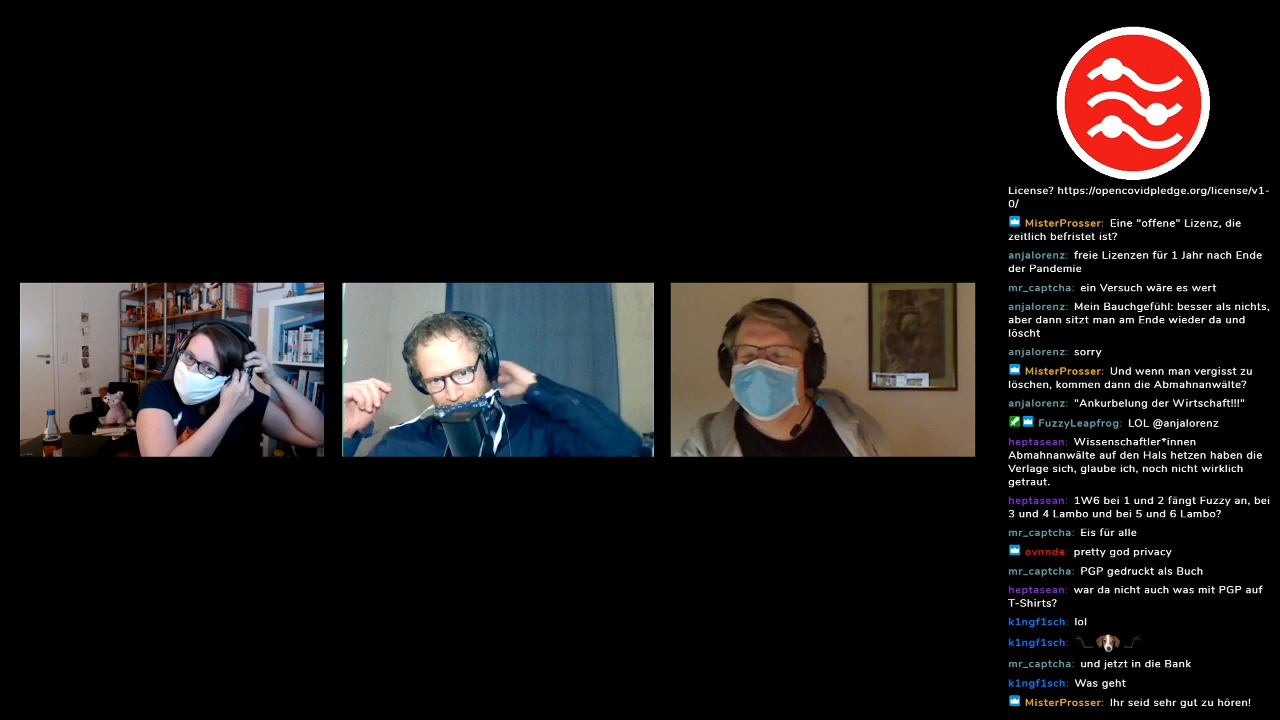 License? https://opencovidpledge.org/license/v1-
0/
MisterProsser: Eine "offene" Lizenz, die
zeitlich befristet ist?
anjalorenz: freie Lizenzen für 1 Jahr nach Ende
der Pandemie
mr_captcha: ein Versuch wäre es wert
anjalorenz: Mein Bauchgefühl: besser als nichts,
aber dann sitzt man am Ende wieder da und
löscht
anjalorenz: sorry
MisterProsser: Und wenn man vergisst zu
löschen, kommen dann die Abmahnanwälte?
anjalorenz: "Ankurbelung der Wirtschaft!!!"
FuzzyLeapfrog: LOL @anjalorenz
heptasean: Wissenschaftler*innen
Abmahnanwälte auf den Hals hetzen haben die
Verlage sich, glaube ich, noch nicht wirklich
getraut.
heptasean: 1W6 bei 1 und 2 fängt Fuzzy an, bei
3 und 4 Lambo und bei 5 und 6 Lambo?
mr_captcha: Eis für alle
ovnnde: pretty god privacy
mr_captcha: PGP gedruckt als Buch
heptasean: war da nicht auch was mit PGP auf
T-Shirts?
k1ngf1sch: lol
k1ngf1sch:
mr_captcha: und jetzt in die Bank
k1ngf1sch: Was geht
MisterProsser: Ihr seid sehr gut zu hören!